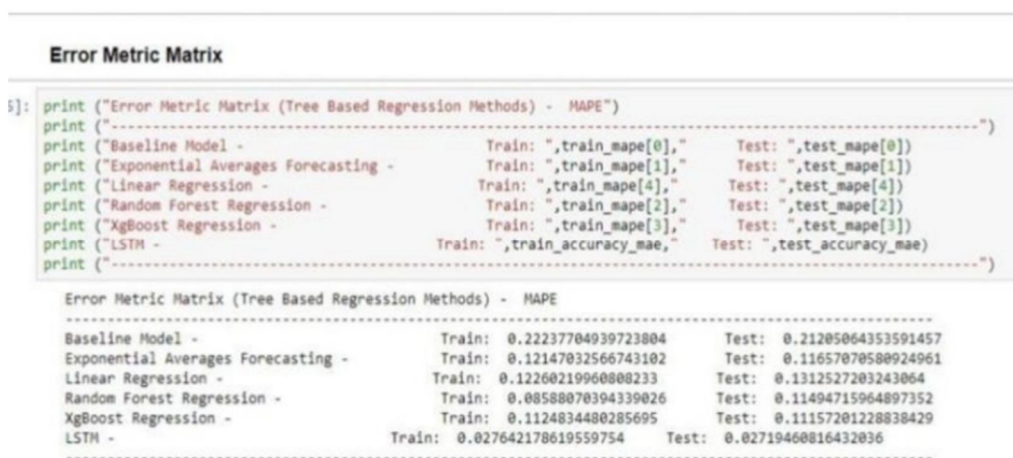 Error Metric Matrix
5]: print ("Error Metric Matrix (Tree Based Regression Methods) -  MAPE")
print ("--------------------------------------------------------------------------------------------------------")
print ("Baseline Model -                             Train: ",train_mape[0],"      Test: ",test_mape[0])
print ("Exponential Averages Forecasting -           Train: ",train_mape[1],"      Test: ",test_mape[1])
print ("Linear Regression -                         Train: ",train_mape[4],"      Test: ",test_mape[4])
print ("Random Forest Regression -                   Train: ",train_mape[2],"     Test: ",test_mape[2])
print ("XgBoost Regression -                         Train: ",train_mape[3],"      Test: ",test_mape[3])
print ("LSTM -                                 Train: ",train_accuracy_mae,"   Test: ",test_accuracy_mae)
print ("--------------------------------------------------------------------------------------------------------")
Error Metric Matrix (Tree Based Regression Methods) -  MAPE
--------------------------------------------------------------------------------------------------------
Baseline Model -                             Train:  0.22237704939723804       Test:  0.21205064353591457
Exponential Averages Forecasting -           Train:  0.12147032566743102       Test:  0.11657070580924961
Linear Regression -                         Train:  0.12260219960808233       Test:  0.1312527203243064
Random Forest Regression -                   Train:  0.08588070394339026      Test:  0.11494715964897352
XgBoost Regression -                         Train:  0.1124834480285695       Test:  0.11157201228838429
LSTM -                                 Train:  0.027642178619559754    Test:  0.02719460816432036
--------------------------------------------------------------------------------------------------------